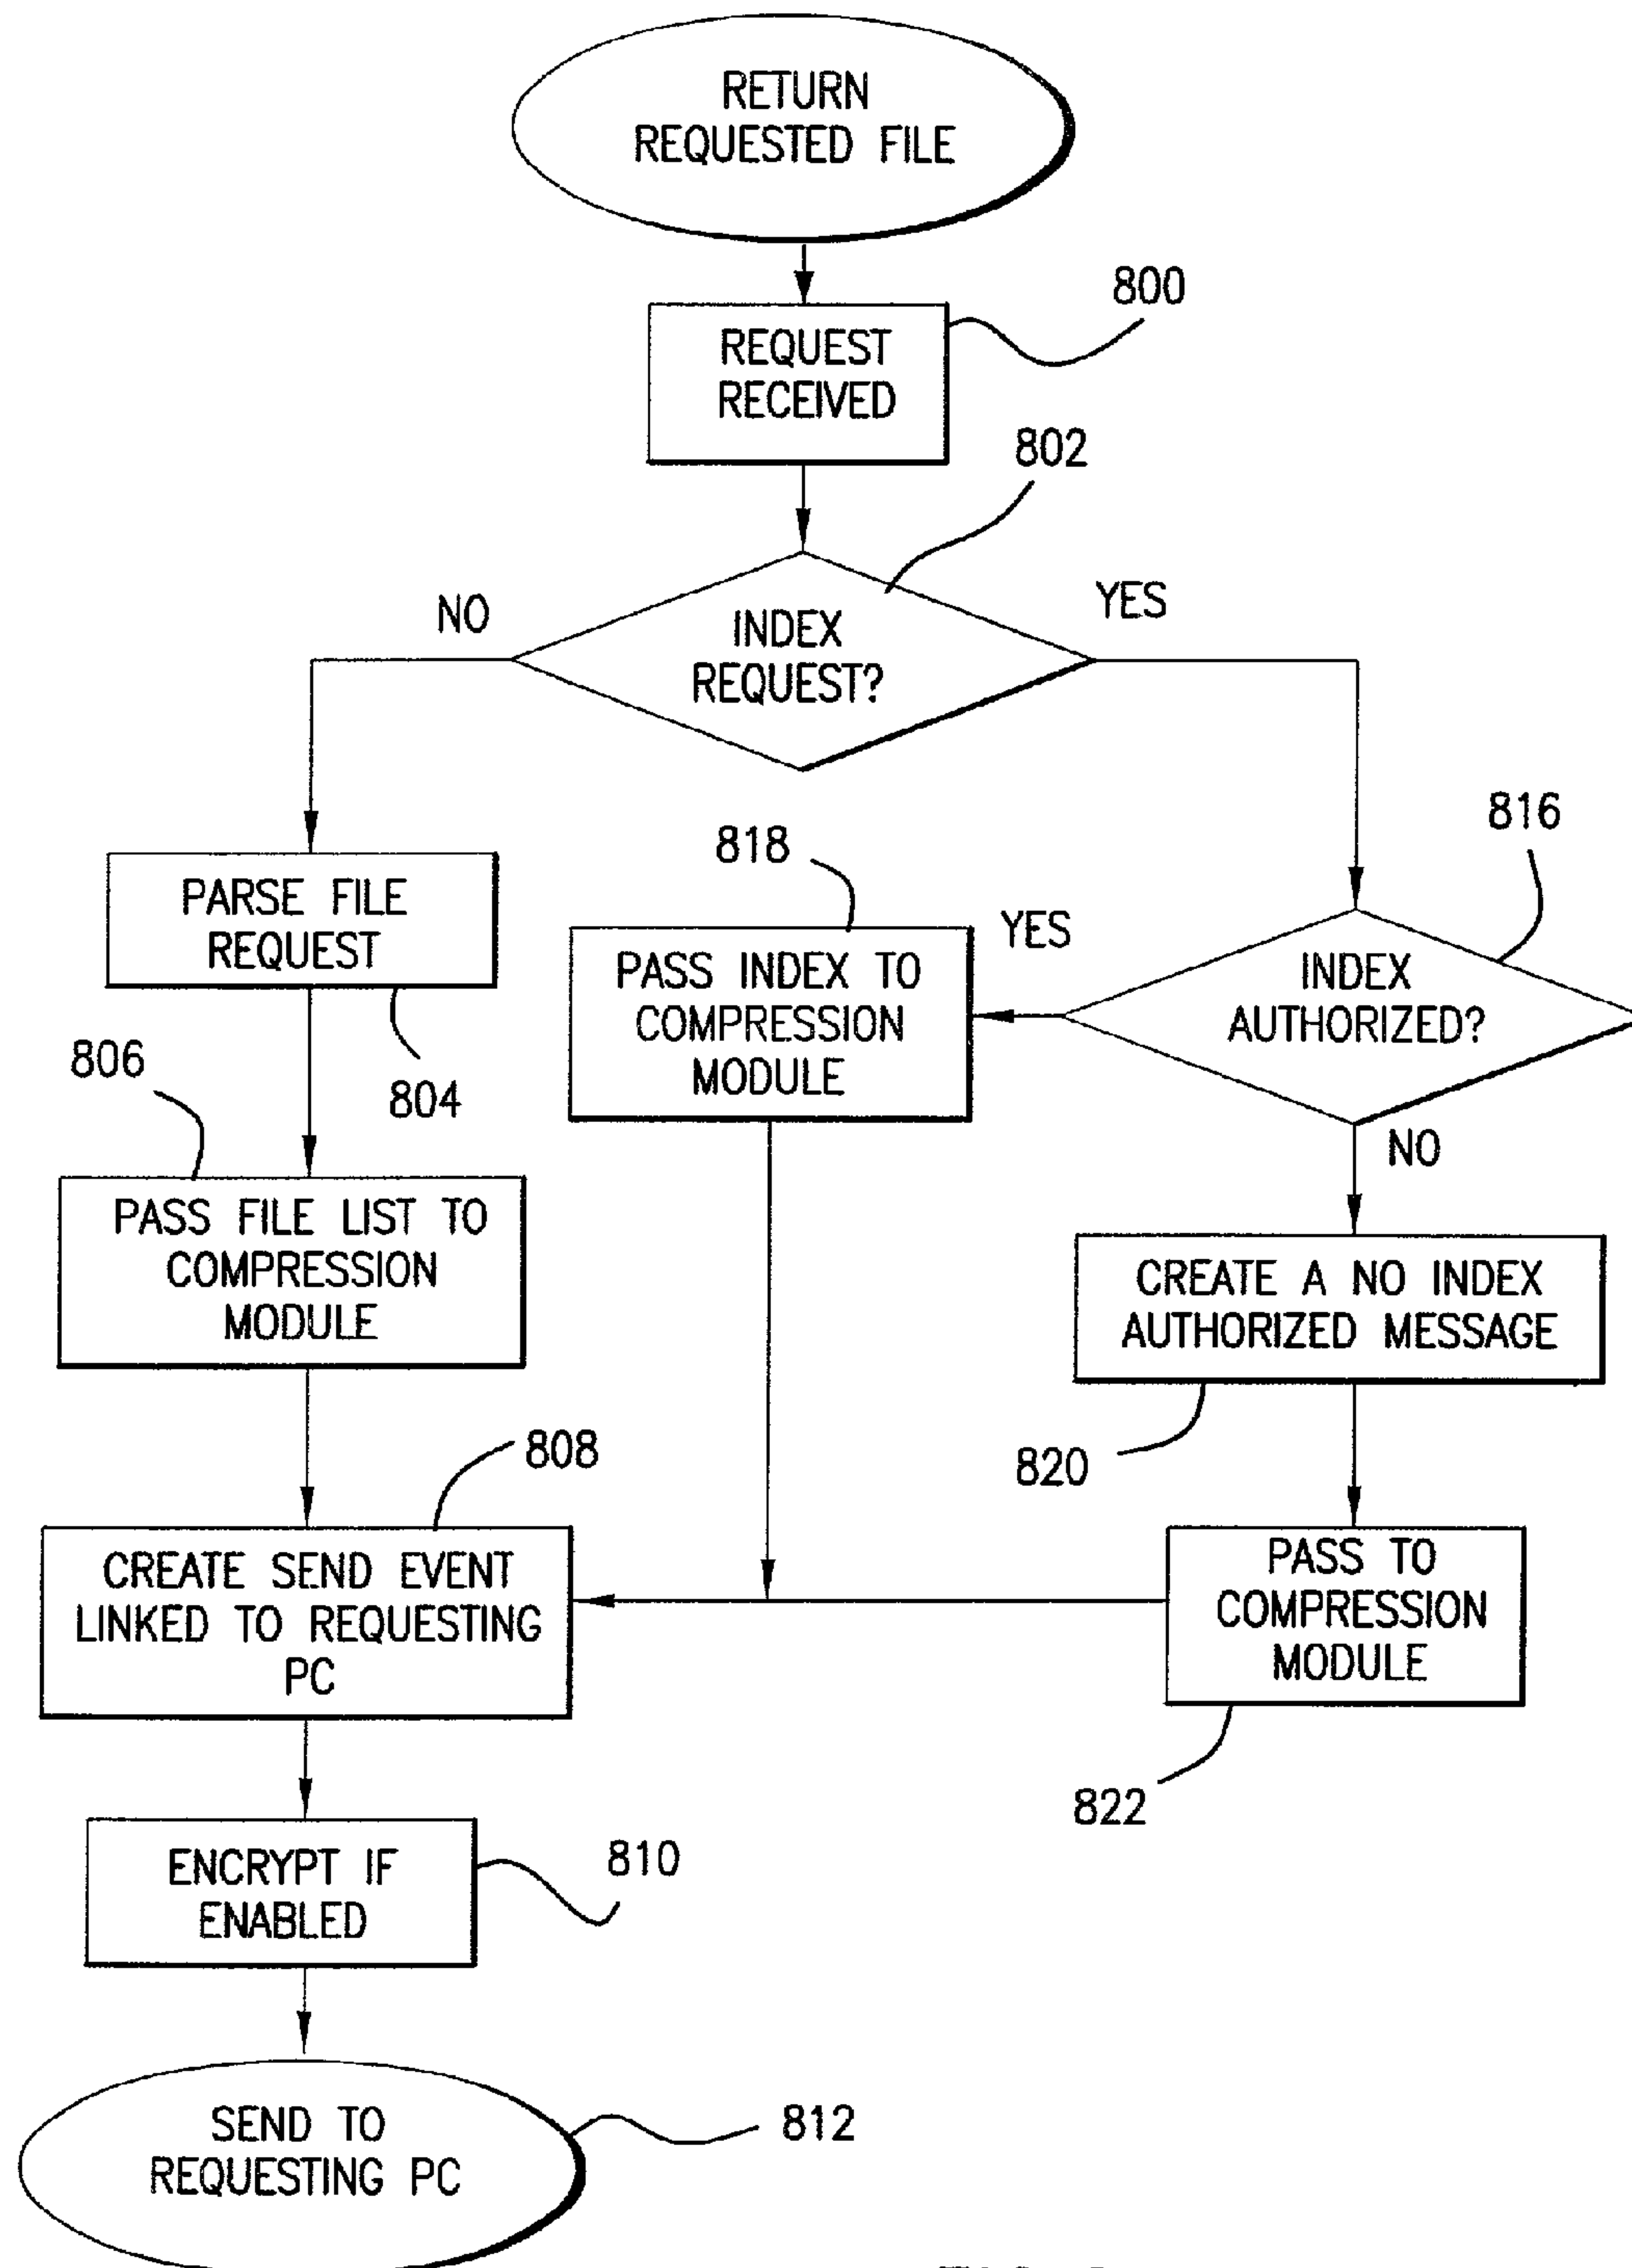 RETURN
REQUESTED FILE
800
REQUEST
RECEIVED
802
NO
YES
INDEX
REQUEST?
816
818
PARSE FILE
REQUEST
YES
PASS INDEX TO
COMPRESSION
MODULE
INDEX
AUTHORIZED?
806
804
NO
PASS FILE LIST TO
COMPRESSION
MODULE
CREATE A NO INDEX
AUTHORIZED MESSAGE
808
820
CREATE SEND EVENT
LINKED TO REQUESTING
PC
PASS TO
COMPRESSION
MODULE
822
ENCRYPT IF
ENABLED
810
SEND TO
REQUESTING PC
812